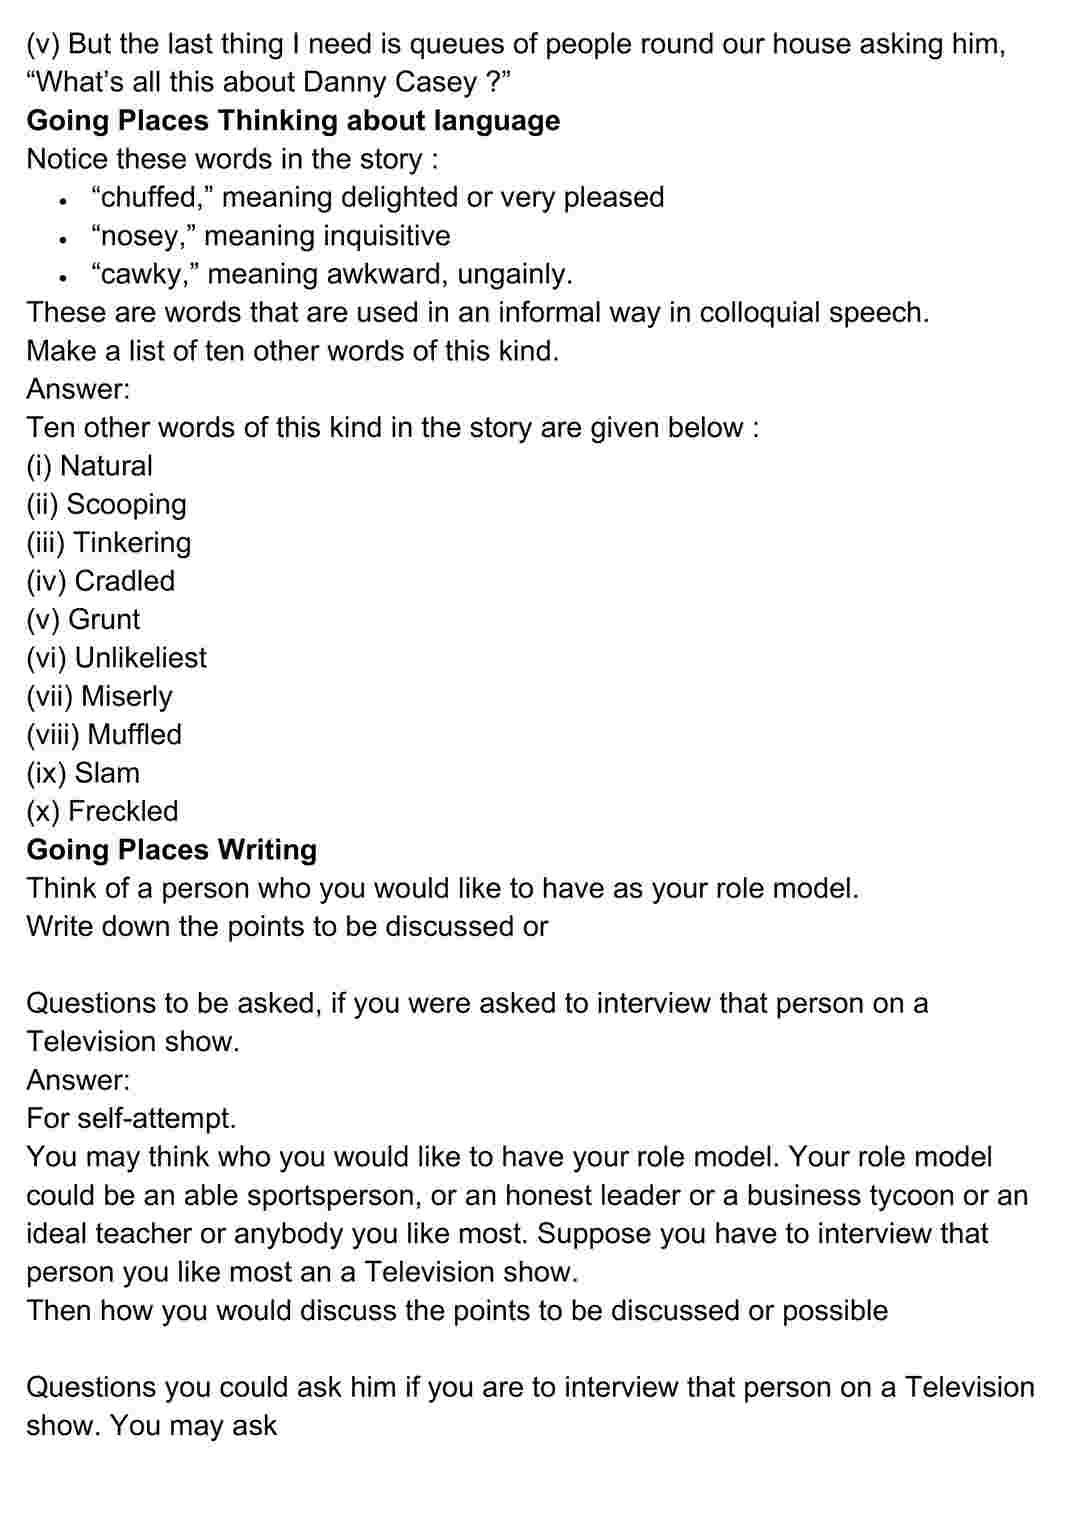 (v) But the last thing I need is queues of people round our house asking him,
“What’s all this about Danny Casey ?”
Going Places Thinking about language
Notice these words in the story :
• “chuffed,” meaning delighted or very pleased
• “nosey,” meaning inquisitive
• “cawky,” meaning awkward, ungainly.
These are words that are used in an informal way in colloquial speech.
Make a list of ten other words of this kind.
Answer:
Ten other words of this kind in the story are given below :
(i) Natural
(ii) Scooping
(iii) Tinkering
(iv) Cradled
(v) Grunt
(vi) Unlikeliest
(vii) Miserly
(viii) Muffled
(ix) Slam
(x) Freckled
Going Places Writing
Think of a person who you would like to have as your role model.
Write down the points to be discussed or
Questions to be asked, if you were asked to interview that person on a
Television show.
Answer:
For self-attempt.
You may think who you would like to have your role model. Your role model
could be an able sportsperson, or an honest leader or a business tycoon or an
ideal teacher or anybody you like most. Suppose you have to interview that
person you like most an a Television show.
Then how you would discuss the points to be discussed or possible
Questions you could ask him if you are to interview that person on a Television
show. You may ask